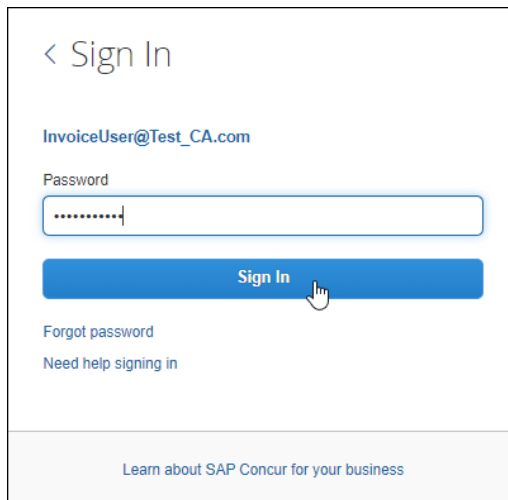 Sign In
InvoiceUser@Test_CA.com
Password
•••••••••••
Sign In
Forgot password
Need help signing in
Learn about SAP Concur for your business